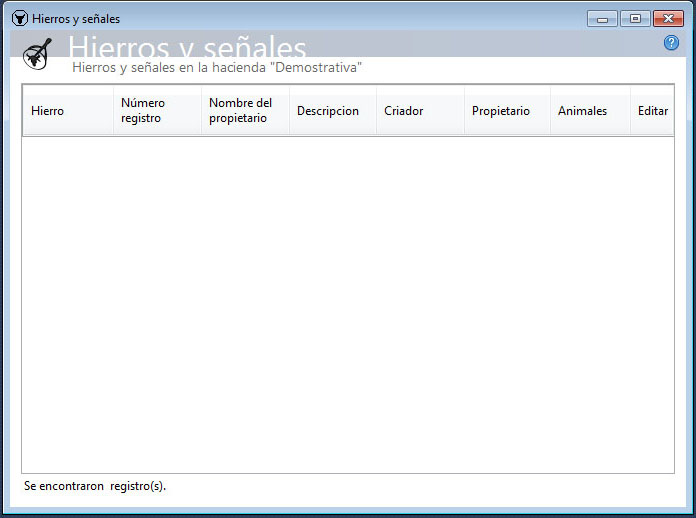 Hierros y señales
Hierros y señales
Hierros y señales en la hacienda "Demostrativa"
Hierro
Número
registro
Nombre del
propietario
Descripcion
Criador
Propietario
Animales
Editar
Se encontraron registro(s).